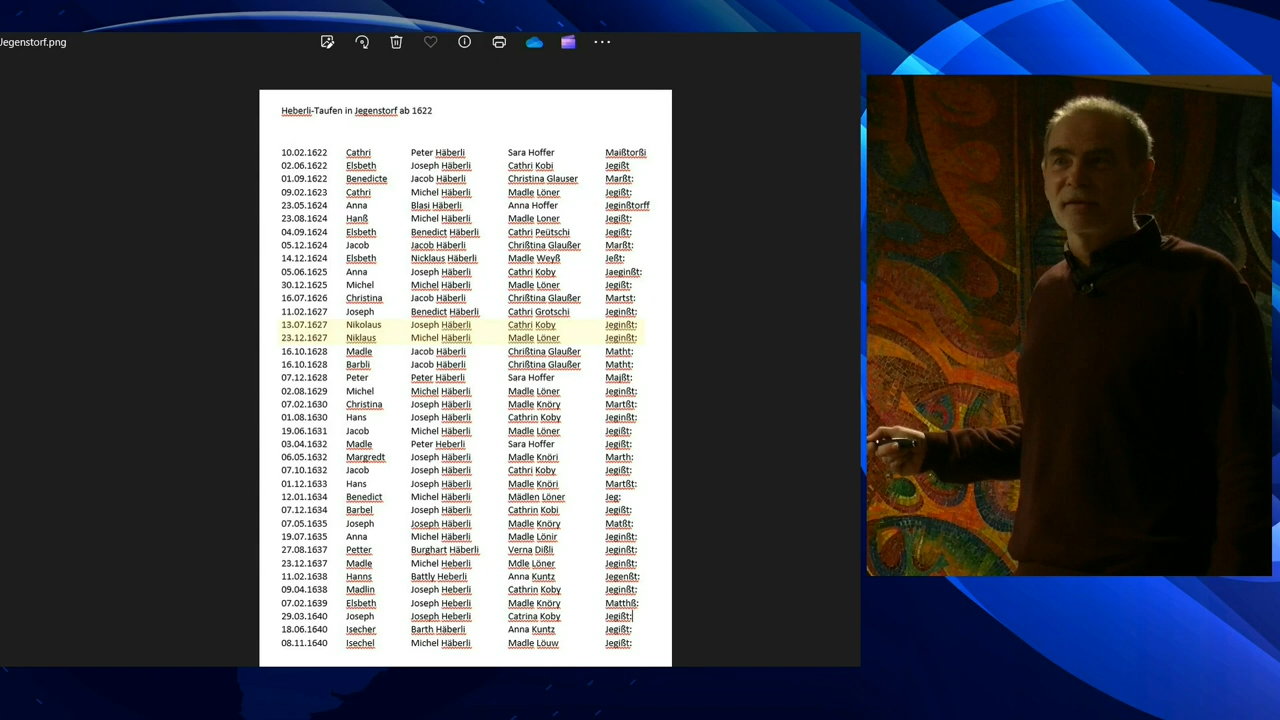 Jegenstorf.png
Heberli-Taufen in Jegenstorf ab 1622
10.02.1622 Cathri Peter Häberli Sara Hoffer Maißtorßi
02.06.1622 Elsbeth Joseph Häberli Cathri Kobi Jegißt
01.09.1622 Benedicte Jacob Häberli Christina Glauser Marßt:
09.02.1623 Cathri Michel Häberli Madle Löner Jegißt:
23.05.1624 Anna Blasi Häberli Anna Hoffer Jeginßtorff
23.08.1624 Hanß Michel Häberli Madle Loner Jegißt:
04.09.1624 Elsbeth Benedict Häberli Cathri Peütschi Jegißt:
05.12.1624 Jacob Jacob Häberli Chrißtina Glaußer Marßt:
14.12.1624 Elsbeth Nicklaus Häberli Madle Weyß Jeßt:
05.06.1625 Anna Joseph Häberli Cathri Koby Jaeginßt:
30.12.1625 Michel Michel Häberli Madle Löner Jegißt:
16.07.1626 Christina Jacob Häberli Chrißtina Glaußer Martst:
11.02.1627 Joseph Benedict Häberli Cathri Grotschi Jeginßt:
13.07.1627 Nikolaus Joseph Häberli Cathri Koby Jeginßt:
23.12.1627 Niklaus Michel Häberli Madle Löner Jeginßt:
16.10.1628 Madle Jacob Häberli Chrißtina Glaußer Matht:
16.10.1628 Barbli Jacob Häberli Chrißtina Glaußer Matht:
07.12.1628 Peter Peter Häberli Sara Hoffer Majßt:
02.08.1629 Michel Michel Häberli Madle Löner Jeginßt:
07.02.1630 Christina Joseph Häberli Madle Knöry Martßt:
01.08.1630 Hans Joseph Häberli Cathrin Koby Jeginßt:
19.06.1631 Jacob Michel Häberli Madle Löner Jegißt:
03.04.1632 Madle Peter Heberli Sara Hoffer Jegißt:
06.05.1632 Margredt Joseph Häberli Madle Knöri Marth:
07.10.1632 Jacob Joseph Häberli Cathri Koby Jegißt:
01.12.1633 Hans Joseph Häberli Madle Knöri Martßt:
12.01.1634 Benedict Michel Häberli Mädlen Löner Jeg:
07.12.1634 Barbel Joseph Häberli Cathrin Kobi Jegißt:
07.05.1635 Joseph Joseph Häberli Madle Knöry Matßt:
19.07.1635 Anna Michel Häberli Madle Lönir Jeginßt:
27.08.1637 Petter Burghart Häberli Verna Dißli Jeginßt:
23.12.1637 Madle Michel Heberli Mdle Löner Jeginßt:
11.02.1638 Hanns Battly Heberli Anna Kuntz Jegenßt:
09.04.1638 Madlin Joseph Heberli Cathrin Koby Jeginßt:
07.02.1639 Elsbeth Joseph Heberli Madle Knöry Matthß:
29.03.1640 Joseph Joseph Heberli Catrina Koby Jegißt:
18.06.1640 Isecher Barth Häberli Anna Kuntz Jegißt:
08.11.1640 Isechel Michel Häberli Madle Löuw Jegißt: